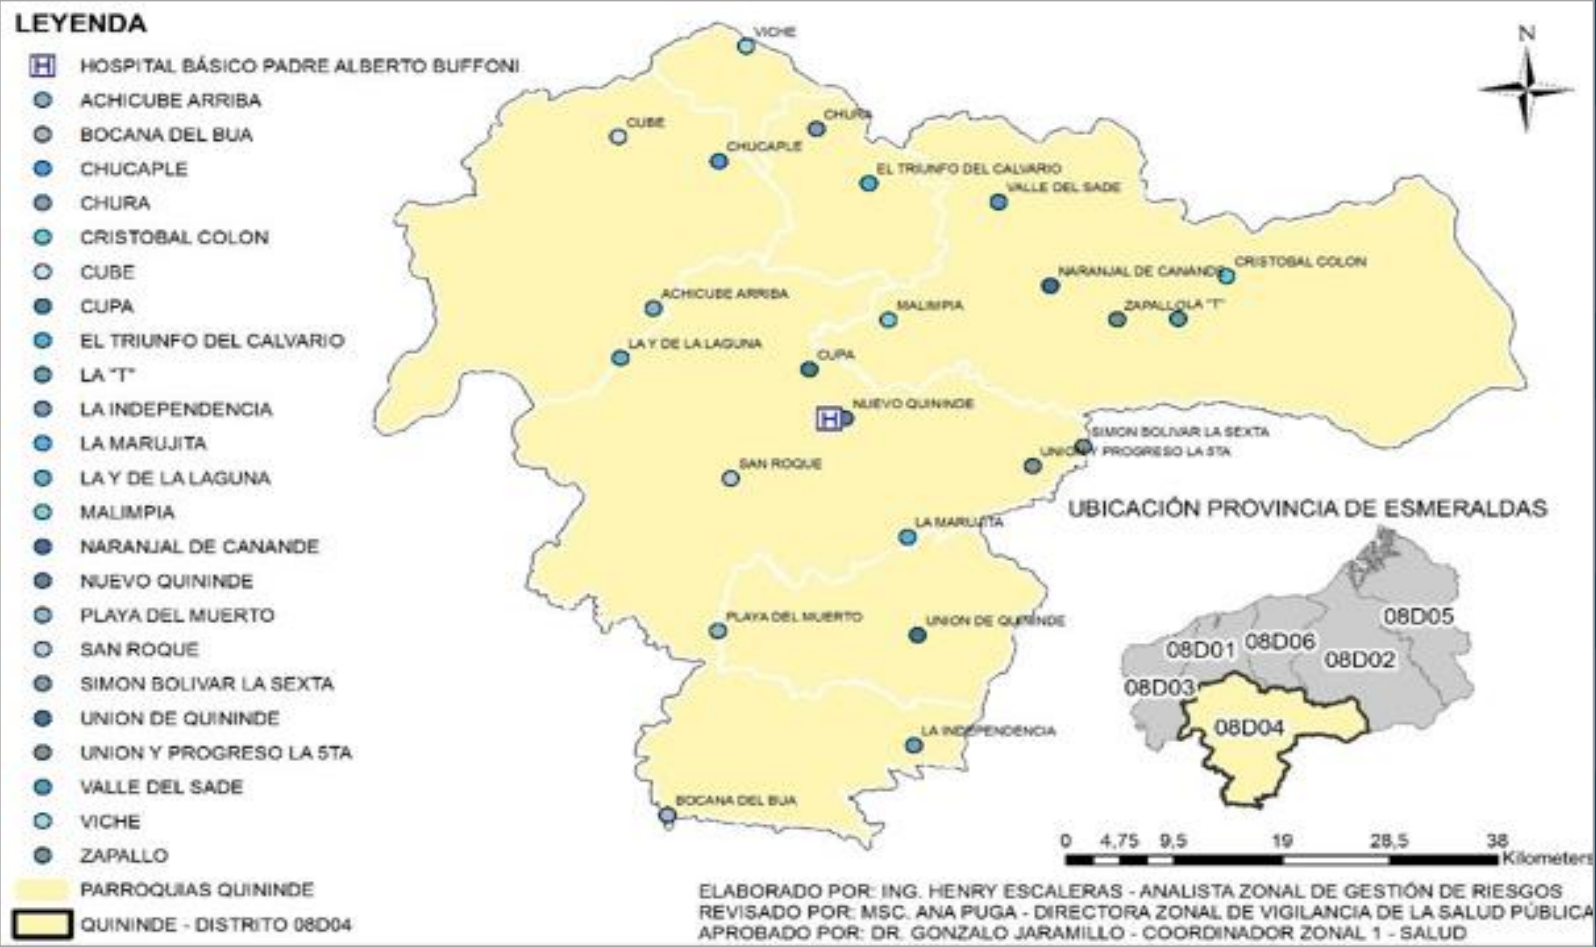 LEYENDA
HOSPITAL BÁSICO PADRE ALBERTO BUFFONI
ACHICUBE ARRIBA
BOCANA DEL BUA
CHUCAPLE
CHURA
CRISTOBAL COLON
CUBE
CUPA
EL TRIUNFO DEL CALVARIO
LA "T"
LA INDEPENDENCIA
LA MARUJITA
LA Y DE LA LAGUNA
MALIMPIA
NARANJAL DE CANANDE
NUEVO QUININDE
PLAYA DEL MUERTO
SAN ROQUE
SIMON BOLIVAR LA SEXTA
UNION DE QUININDE
UNION Y PROGRESO LA 5TA
VALLE DEL SADE
VICHE
ZAPALLO
PARROQUIAS QUININDE
QUININDE - DISTRITO 08D04
VICHE
CUBE
CHURA
CHUCAPLE
EL TRIUNFO DEL CALVARIO
VALLE DEL SADE
NARANJAL DE CANANDE
CRISTOBAL COLON
ACHICUBE ARRIBA
MALIMPIA
ZAPALLO
LA "T"
LA Y DE LA LAGUNA
CUPA
H
NUEVO QUININDE
SIMON BOLIVAR LA SEXTA
UNION Y PROGRESO LA 5TA
SAN ROQUE
LA MARUJITA
PLAYA DEL MUERTO
UNION DE QUININDE
LA INDEPENDENCIA
BOCANA DEL BUA
N
UBICACIÓN PROVINCIA DE ESMERALDAS
08D05
08D01
08D06
08D02
08D03
08D04
0 4,75 9,5 19 28,5 38
Kilometers
ELABORADO POR: ING. HENRY ESCALERAS - ANALISTA ZONAL DE GESTIÓN DE RIESGOS
REVISADO POR: MSC. ANA PUGA - DIRECTORA ZONAL DE VIGILANCIA DE LA SALUD PÚBLICA
APROBADO POR: DR. GONZALO JARAMILLO - COORDINADOR ZONAL 1 - SALUD